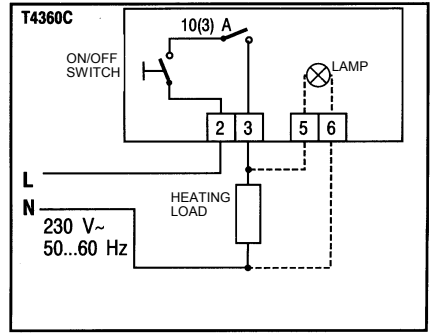 T4360C
10(3) A
ON/OFF
SWITCH
LAMP
2 3 5 6
L
N
HEATING
LOAD
230 V~
50...60 Hz